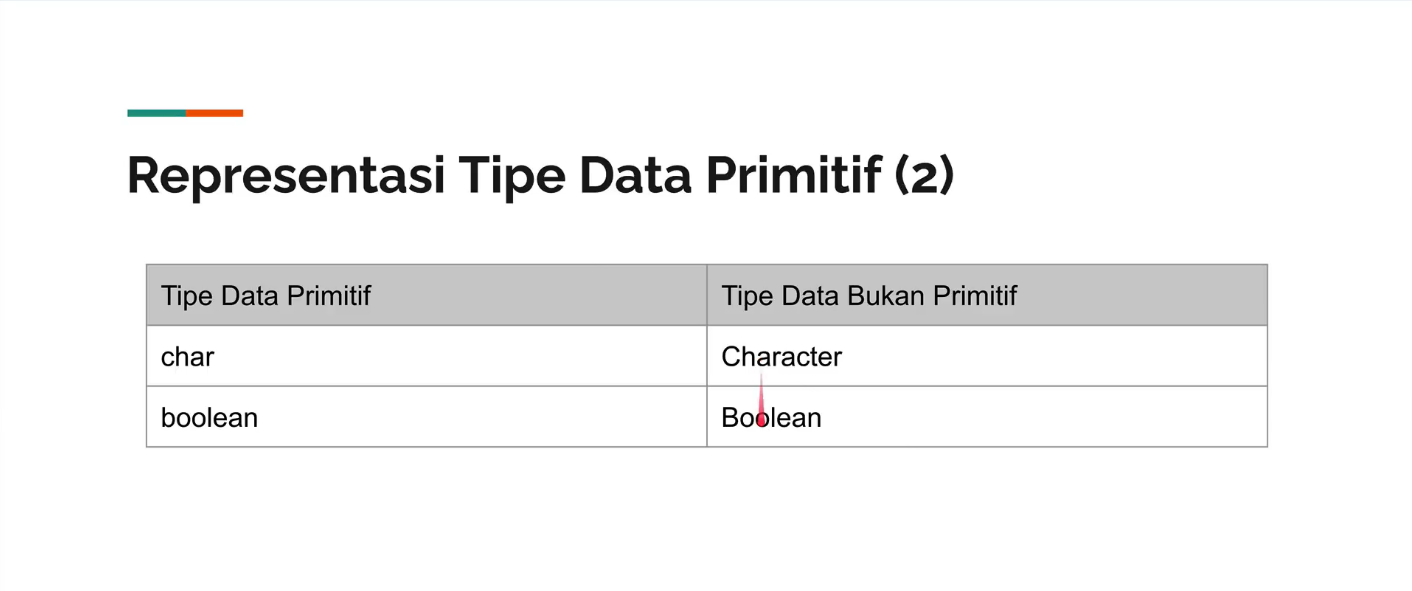 Representasi Tipe Data Primitif (2)
Tipe Data Primitif Tipe Data Bukan Primitif
char Character
boolean Boolean